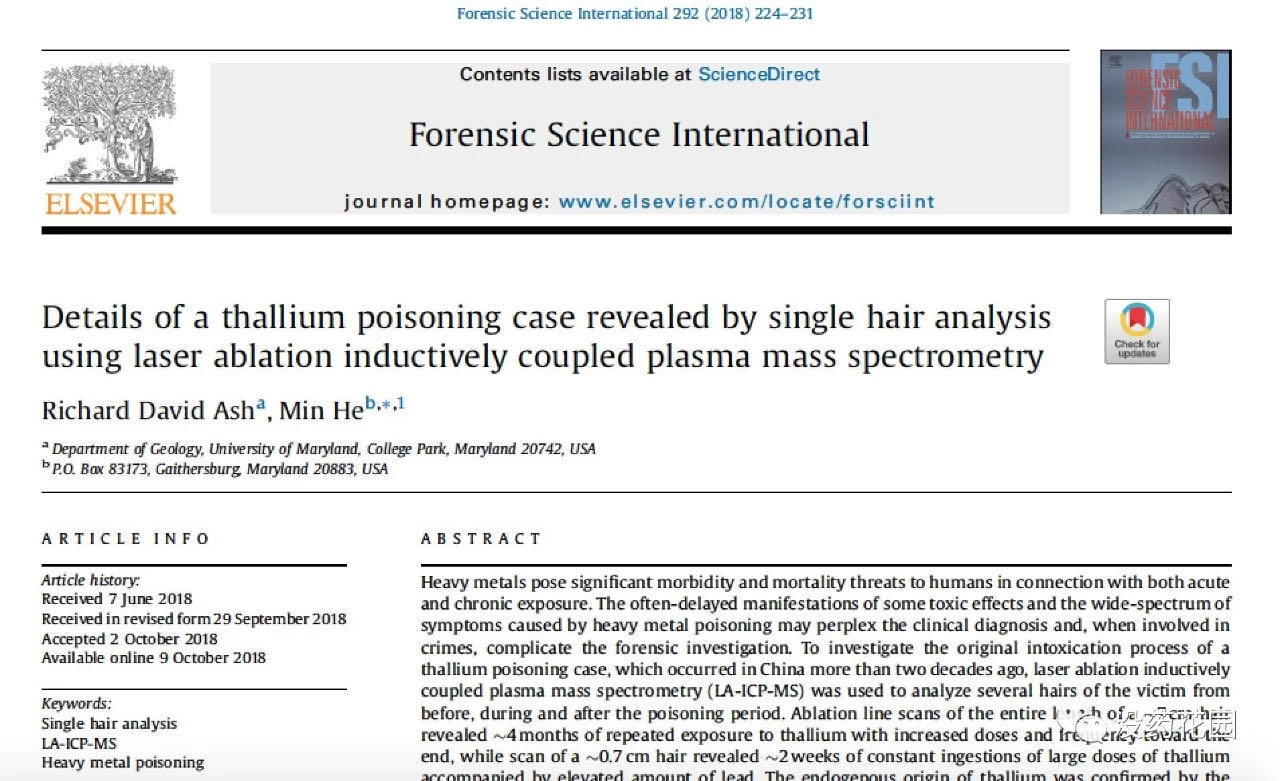 Forensic Science International 292 (2018) 224–231
Contents lists available at ScienceDirect
Forensic Science International
journal homepage: www.elsevier.com/locate/forsciint
ELSEVIER
FSI
FORENSIC
SCIENCE
INTERNATIONAL
Details of a thallium poisoning case revealed by single hair analysis
using laser ablation inductively coupled plasma mass spectrometry
Check for
updates
Richard David Ash a, Min He b,*,1
a Department of Geology, University of Maryland, College Park, Maryland 20742, USA
b P.O. Box 83173, Gaithersburg, Maryland 20883, USA
ARTICLE INFO
Article history:
Received 7 June 2018
Received in revised form 29 September 2018
Accepted 2 October 2018
Available online 9 October 2018
Keywords:
Single hair analysis
LA-ICP-MS
Heavy metal poisoning
ABSTRACT
Heavy metals pose significant morbidity and mortality threats to humans in connection with both acute
and chronic exposure. The often-delayed manifestations of some toxic effects and the wide-spectrum of
symptoms caused by heavy metal poisoning may perplex the clinical diagnosis and, when involved in
crimes, complicate the forensic investigation. To investigate the original intoxication process of a
thallium poisoning case, which occurred in China more than two decades ago, laser ablation inductively
coupled plasma mass spectrometry (LA-ICP-MS) was used to analyze several hairs of the victim from
before, during and after the poisoning period. Ablation line scans of the entire of
revealed ~4 months of repeated exposure to thallium with increased doses and frequency toward the
end, while scan of a ~0.7 cm hair revealed ~2 weeks of constant ingestions of large doses of thallium
accompanied by elevated amount of lead. The endogenous origin of thallium was confirmed by the
没药花园